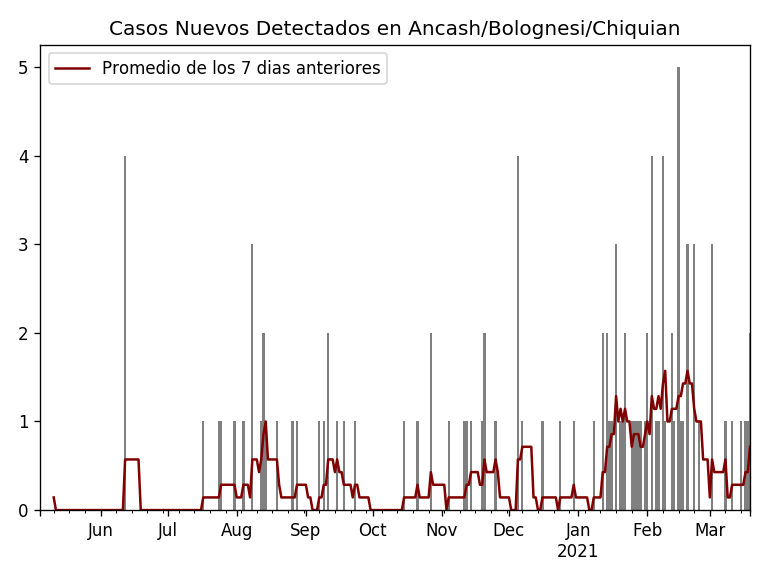 Casos Nuevos Detectados en Ancash/Bolognesi/Chiquian
Promedio de los 7 dias anteriores
5
4
3
2
1
0
Jun Jul Aug Sep Oct Nov Dec Jan Feb Mar
2021